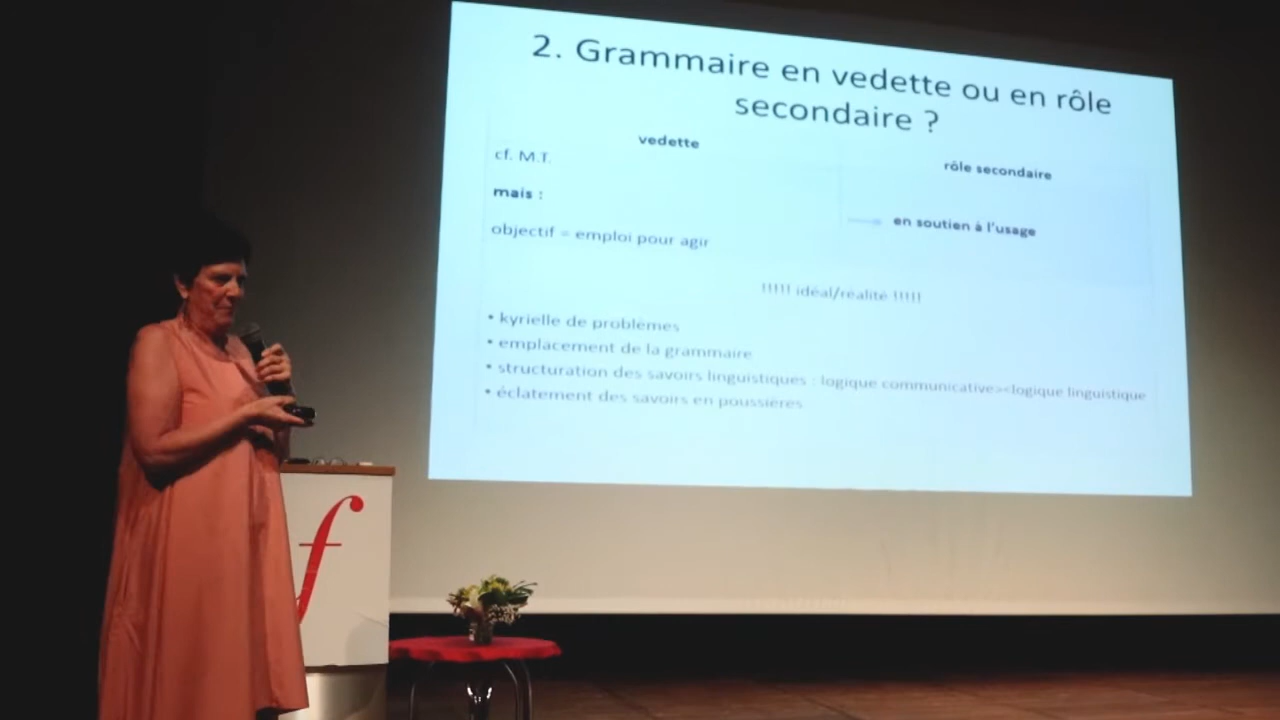 2. Grammaire en vedette ou en rôle
secondaire ?
vedette
rôle secondaire
cf. M.T.
mais :
en soutien à l'usage
objectif = emploi pour agir
!!!!! idéal/réalité !!!!!
• kyrielle de problèmes
• emplacement de la grammaire
• structuration des savoirs linguistiques : logique communicative><logique linguistique
• éclatement des savoirs en poussières
f